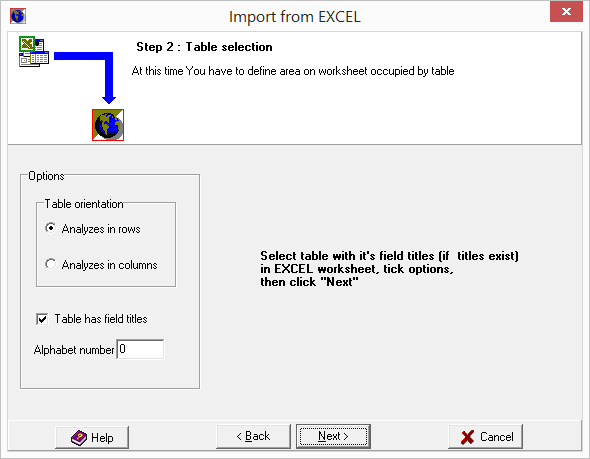 Import from EXCEL
Step 2 : Table selection
At this time You have to define area on worksheet occupied by table
Options
Table orientation
Analyzes in rows
Analyzes in columns
Table has field titles
Alphabet number 0
Select table with it's field titles (if titles exist)
in EXCEL worksheet, tick options,
then click "Next"
Help
< Back
Next >
Cancel